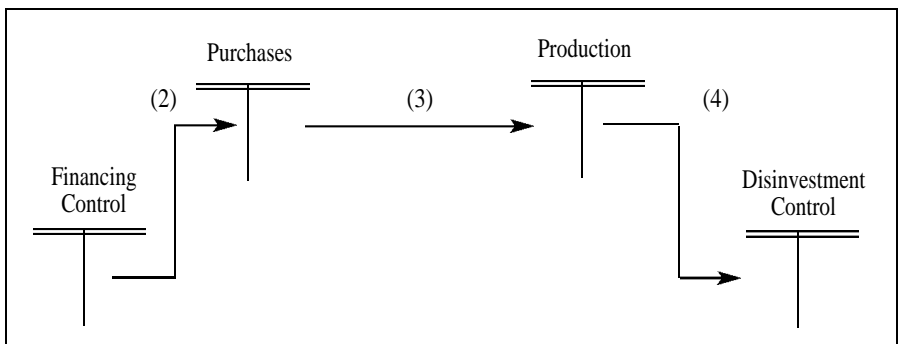 Purchases
Production
(2)
(3)
(4)
Financing
Control
Disinvestment
Control